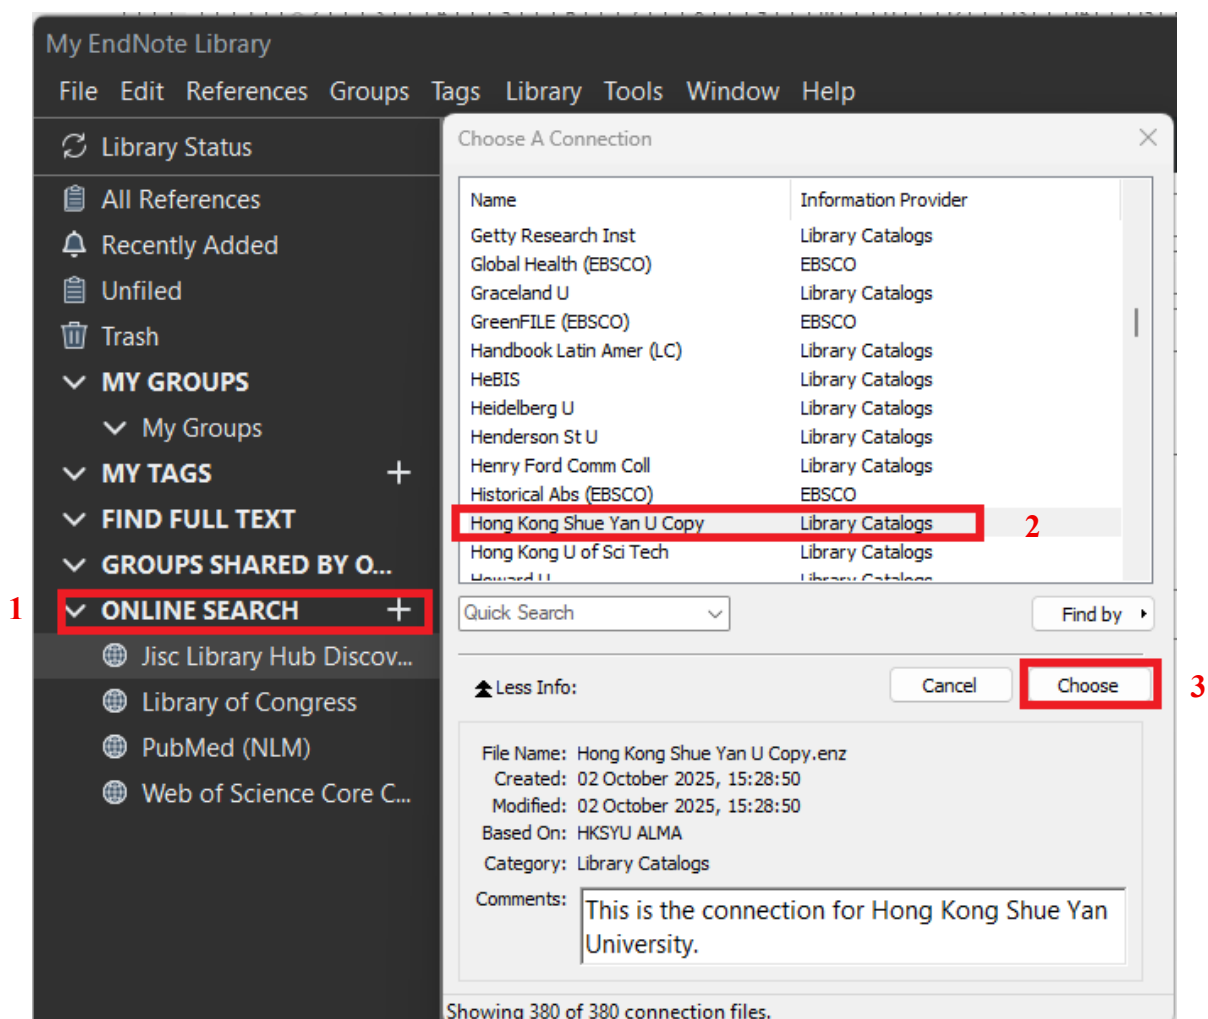 My EndNote Library
File Edit References Groups Tags Library Tools Window Help
Library Status
All References
Recently Added
Unfiled
Trash
MY GROUPS
My Groups
MY TAGS +
FIND FULL TEXT
GROUPS SHARED BY O...
1
ONLINE SEARCH +
Jisc Library Hub Discov...
Library of Congress
PubMed (NLM)
Web of Science Core C...
Choose A Connection
Name Information Provider
Getty Research Inst Library Catalogs
Global Health (EBSCO) EBSCO
Graceland U Library Catalogs
GreenFILE (EBSCO) EBSCO
Handbook Latin Amer (LC) Library Catalogs
HeBIS Library Catalogs
Heidelberg U Library Catalogs
Henderson St U Library Catalogs
Henry Ford Comm Coll Library Catalogs
Historical Abs (EBSCO) EBSCO
Hong Kong Shue Yan U Copy Library Catalogs 2
Hong Kong U of Sci Tech Library Catalogs
Howard U Library Catalogs
Quick Search Find by
Less Info: Cancel Choose 3
File Name: Hong Kong Shue Yan U Copy.enz
Created: 02 October 2025, 15:28:50
Modified: 02 October 2025, 15:28:50
Based On: HKSYU ALMA
Category: Library Catalogs
Comments: This is the connection for Hong Kong Shue Yan
University.
Showing 380 of 380 connection files.